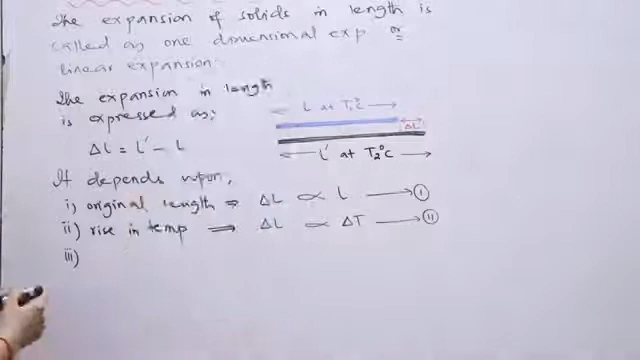 The expansion of solids in length is
called as one dimensional exp or
linear expansion.
The expansion in length
is expressed as;
ΔL = L' - L
L at T₁°C
ΔL
L' at T₂°C
It depends upon,
i) original length ⇒ ΔL ∝ L → (I)
ii) rise in temp ⇒ ΔL ∝ ΔT → (II)
iii)